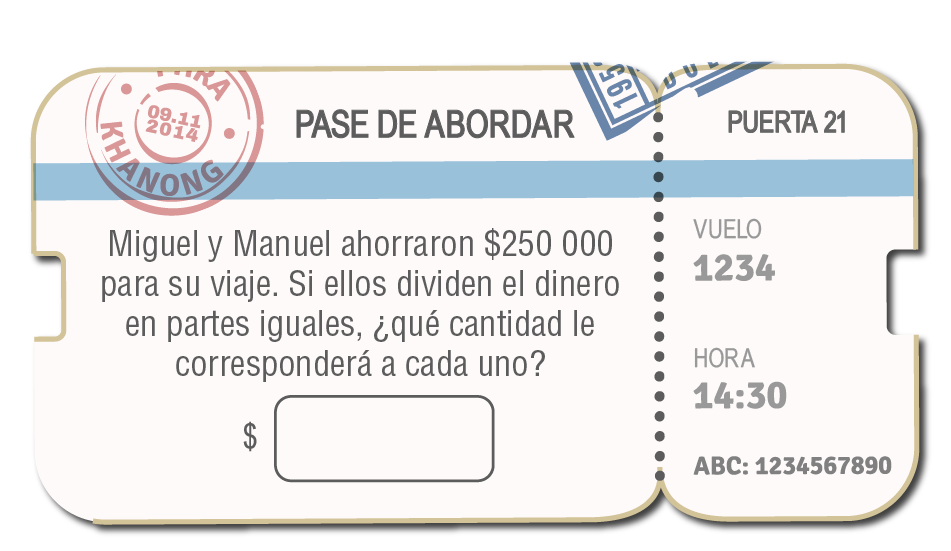 09.11
2014
KHANONG
PASE DE ABORDAR
Miguel y Manuel ahorraron $250 000
para su viaje. Si ellos dividen el dinero
en partes iguales, ¿qué cantidad le
corresponderá a cada uno?
$
PUERTA 21
VUELO
1234
HORA
14:30
ABC: 1234567890